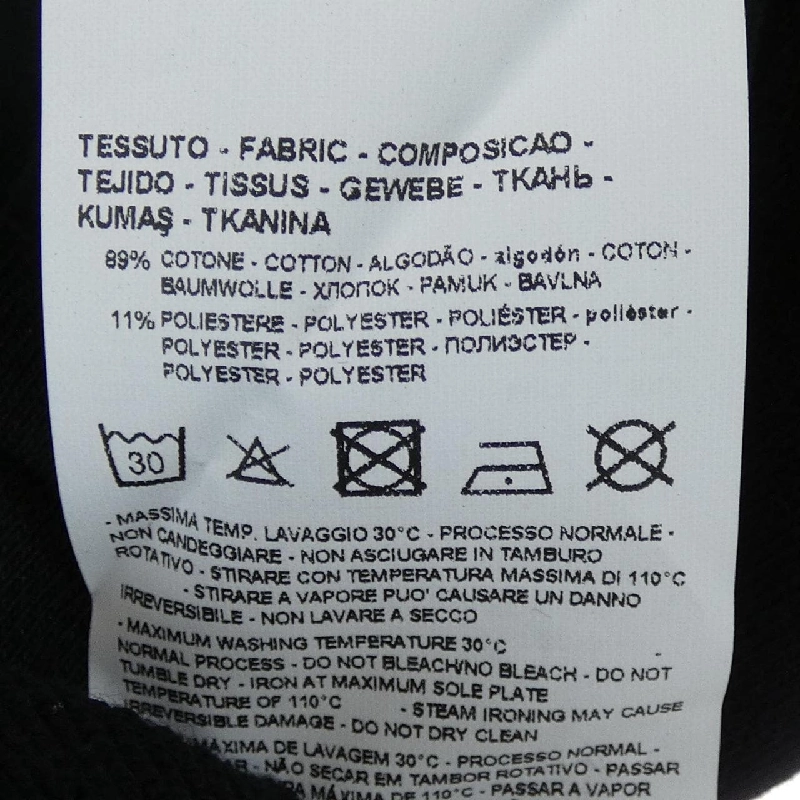 TESSUTO - FABRIC - COMPOSICAO -
TEJIDO - TISSUS - GEWEBE - ТКАНЬ -
KUMAŞ - TKANINA
89% COTONE - COTTON - ALGODÃO - algodón - COTON -
BAUMWOLLE - ХЛОПОК - PAMUK - BAVLNA
11% POLIESTERE - POLYESTER - POLIÉSTER - poliéster -
POLYESTER - POLYESTER - ПОЛИЭСТЕР -
POLYESTER - POLYESTER
30
- MASSIMA TEMP. LAVAGGIO 30°C - PROCESSO NORMALE -
NON CANDEGGIARE - NON ASCIUGARE IN TAMBURO
ROTATIVO - STIRARE CON TEMPERATURA MASSIMA DI 110°C
- STIRARE A VAPORE PUO' CAUSARE UN DANNO
IRREVERSIBILE - NON LAVARE A SECCO
- MAXIMUM WASHING TEMPERATURE 30°C
NORMAL PROCESS - DO NOT BLEACH/NO BLEACH - DO NOT
TUMBLE DRY - IRON AT MAXIMUM SOLE PLATE
TEMPERATURE OF 110°C - STEAM IRONING MAY CAUSE
IRREVERSIBLE DAMAGE - DO NOT DRY CLEAN
MÁXIMA DE LAVAGEM 30°C - PROCESSO NORMAL -
- NÃO SECAR EM TAMBOR ROTATIVO - PASSAR
MÁXIMA DE 110°C - PASSAR A VAPOR